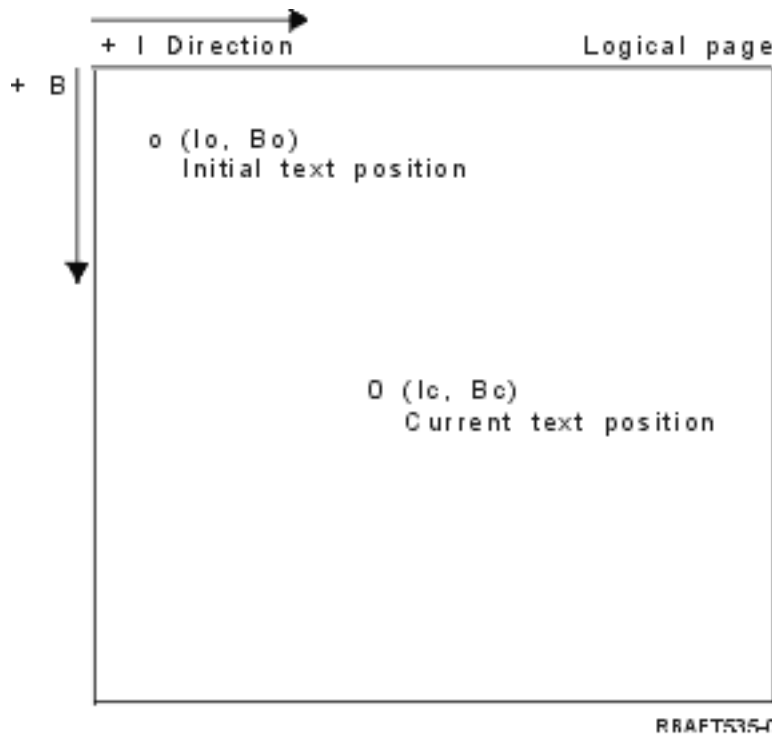 + I Direction
Logical page
+ B
o (Io, Bo)
Initial text position
O (Ic, Bc)
Current text position